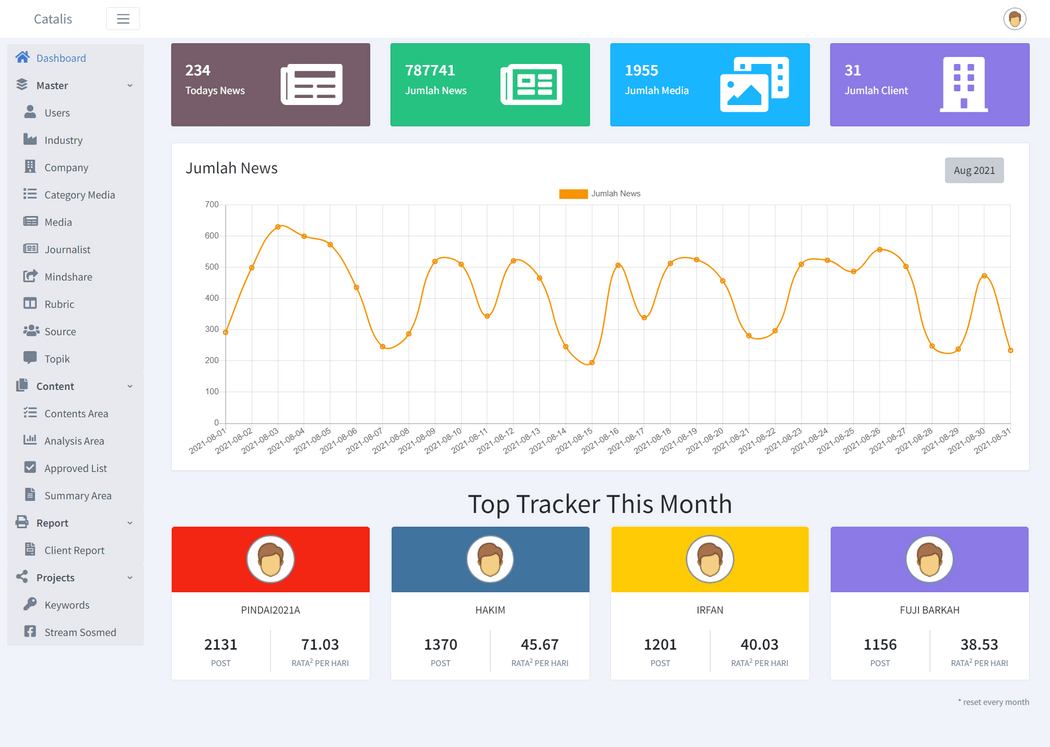 Catalis
Dashboard
Master
Users
Industry
Company
Category Media
Media
Journalist
Mindshare
Rubric
Source
Topik
Content
Contents Area
Analysis Area
Approved List
Summary Area
Report
Client Report
Projects
Keywords
Stream Sosmed
234
Todays News
787741
Jumlah News
1955
Jumlah Media
31
Jumlah Client
Jumlah News
Aug 2021
Jumlah News
700
600
500
400
300
200
100
0
2021-08-01
2021-08-02
2021-08-03
2021-08-04
2021-08-05
2021-08-06
2021-08-07
2021-08-08
2021-08-09
2021-08-10
2021-08-11
2021-08-12
2021-08-13
2021-08-14
2021-08-15
2021-08-16
2021-08-17
2021-08-18
2021-08-19
2021-08-20
2021-08-21
2021-08-22
2021-08-23
2021-08-24
2021-08-25
2021-08-26
2021-08-27
2021-08-28
2021-08-29
2021-08-30
2021-08-31
Top Tracker This Month
PINDAI2021A
2131
POST
71.03
RATA² PER HARI
HAKIM
1370
POST
45.67
RATA² PER HARI
IRFAN
1201
POST
40.03
RATA² PER HARI
FUJI BARKAH
1156
POST
38.53
RATA² PER HARI
* reset every month